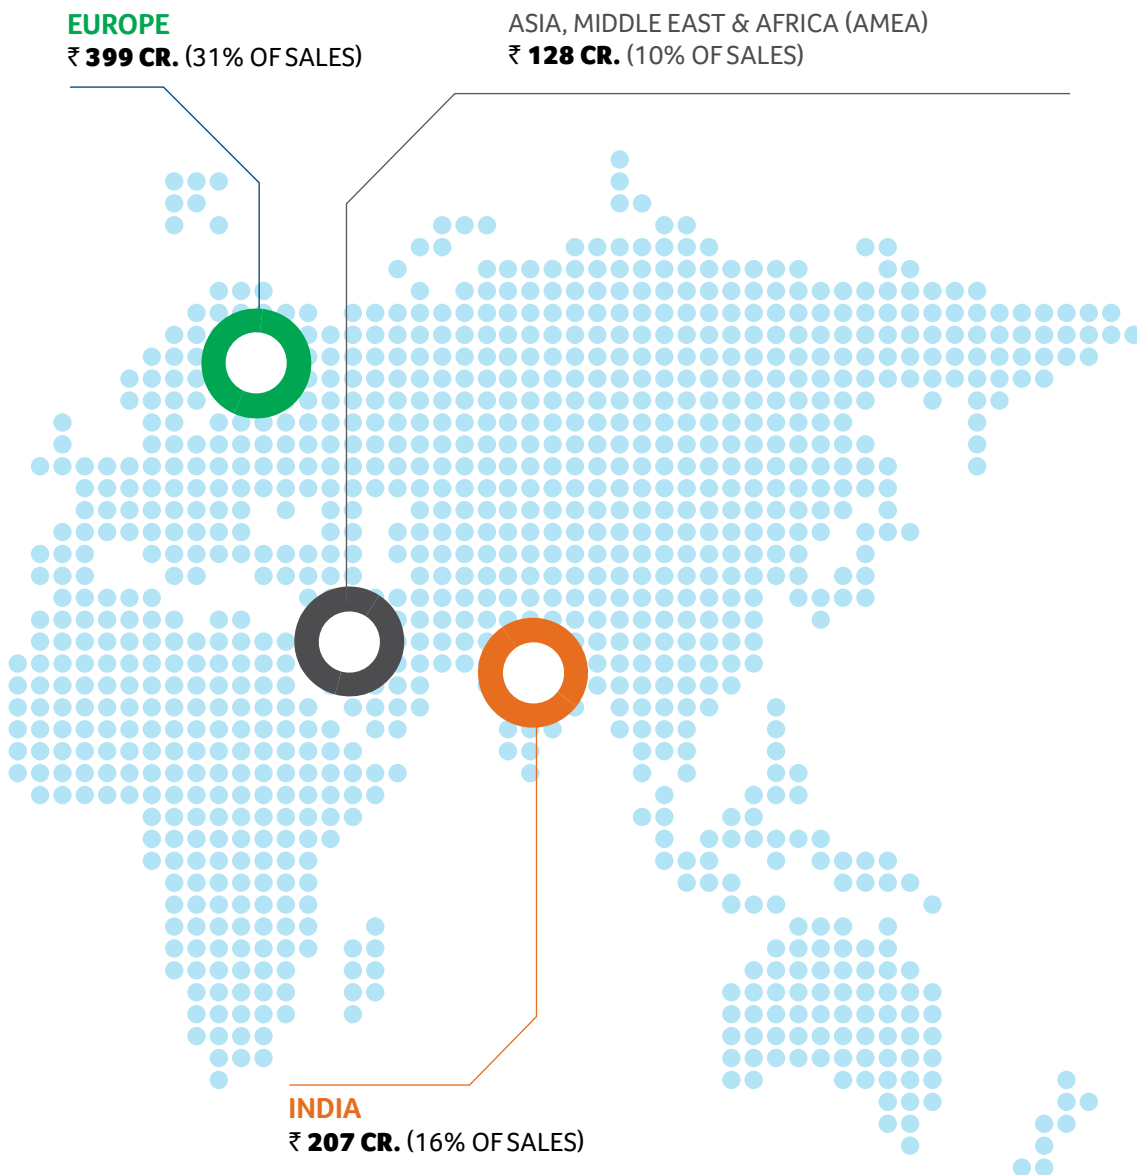 EUROPE
₹ 399 CR. (31% OF SALES)
ASIA, MIDDLE EAST & AFRICA (AMEA)
₹ 128 CR. (10% OF SALES)
INDIA
₹ 207 CR. (16% OF SALES)